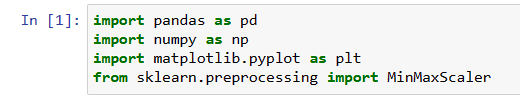 In [1]: import pandas as pd
import numpy as np
import matplotlib.pyplot as plt
from sklearn.preprocessing import MinMaxScaler